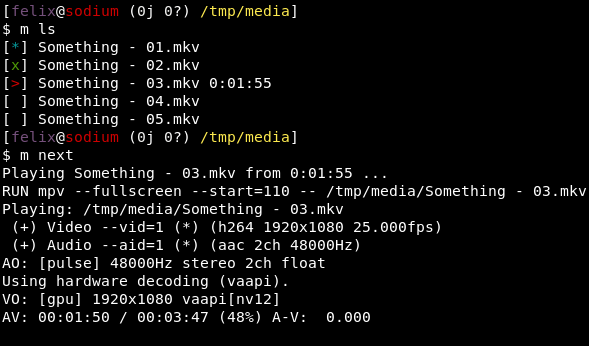 [felix@sodium (0j 0?) /tmp/media]
$ m ls
[*] Something - 01.mkv
[x] Something - 02.mkv
[>] Something - 03.mkv 0:01:55
[ ] Something - 04.mkv
[ ] Something - 05.mkv
[felix@sodium (0j 0?) /tmp/media]
$ m next
Playing Something - 03.mkv from 0:01:55 ...
RUN mpv --fullscreen --start=110 -- /tmp/media/Something - 03.mkv
Playing: /tmp/media/Something - 03.mkv
 (+) Video --vid=1 (*) (h264 1920x1080 25.000fps)
 (+) Audio --aid=1 (*) (aac 2ch 48000Hz)
AO: [pulse] 48000Hz stereo 2ch float
Using hardware decoding (vaapi).
VO: [gpu] 1920x1080 vaapi[nv12]
AV: 00:01:50 / 00:03:47 (48%) A-V:  0.000